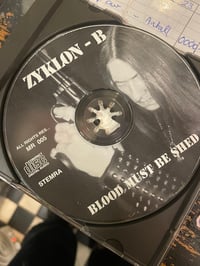 ZYKLON - B
ALL RIGHTS RES...
MR 005
STEMRA
BLOOD MUST BE SHED